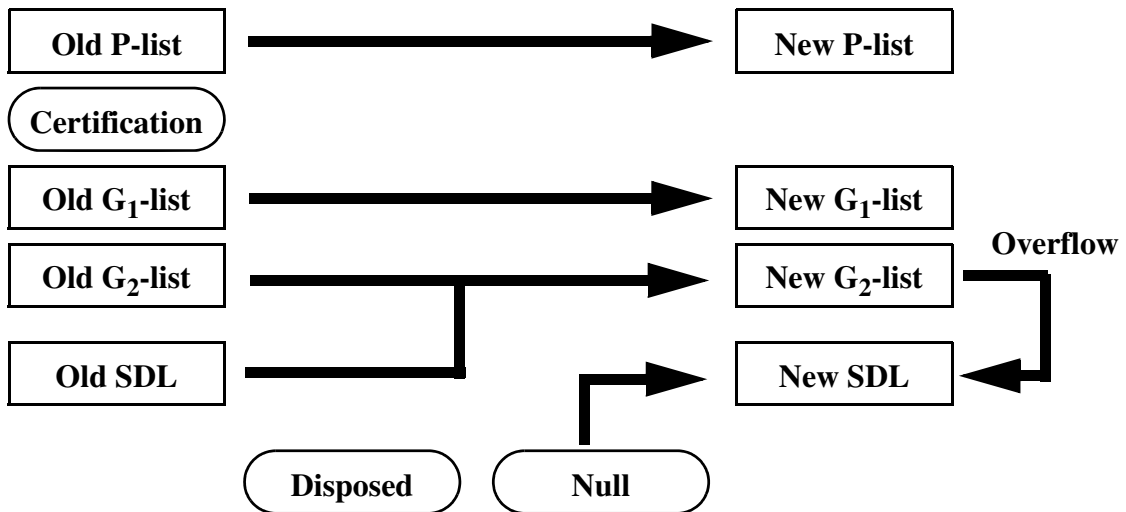 Old P-list
New P-list
Certification
Old G1-list
New G1-list
Overflow
Old G2-list
New G2-list
Old SDL
New SDL
Disposed
Null